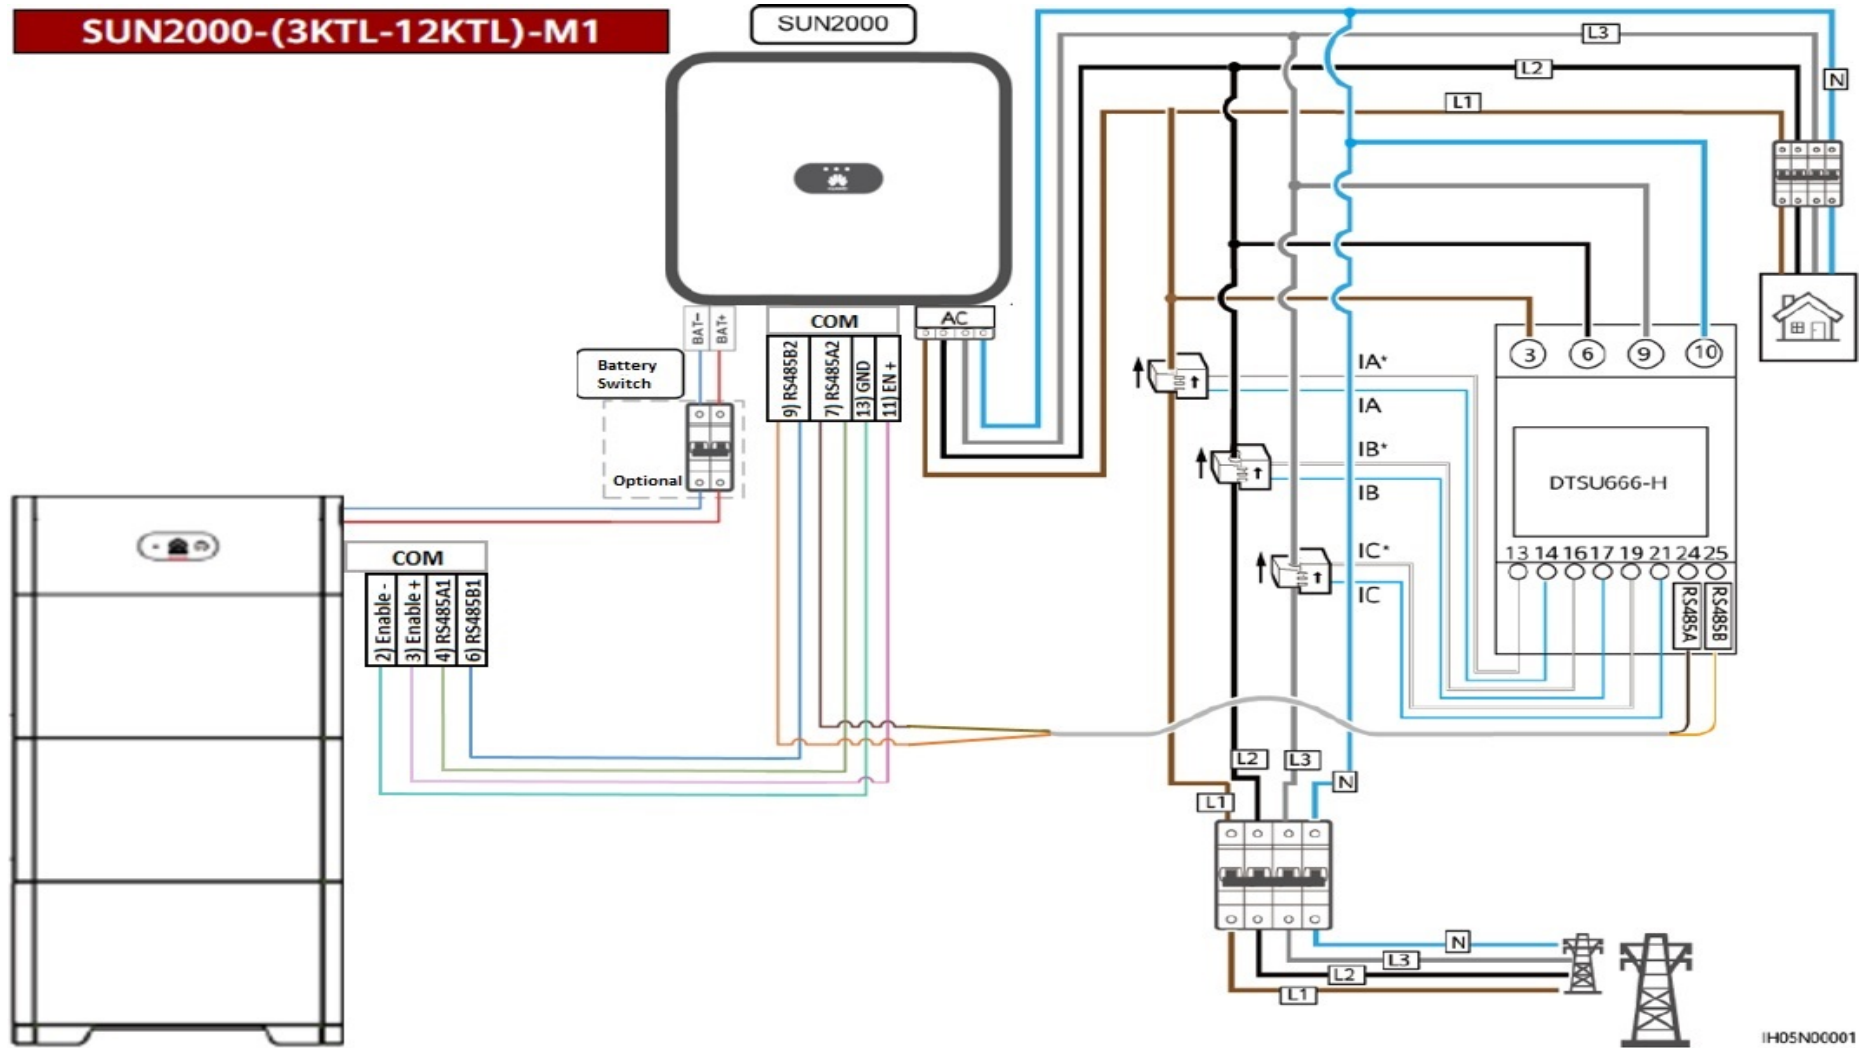 SUN2000-(3KTL-12KTL)-M1
SUN2000
L3
L2
N
L1
BAT-
BAT+
COM
AC
9) RS485B2
7) RS485A2
13) GND
11) EN +
Battery
Switch
Optional
3
6
9
10
IA*
IA
IB*
IB
IC*
IC
DTSU666-H
13 14 16 17 19 21 24 25
RS485A
RS485B
COM
2) Enable -
3) Enable +
4) RS485A1
6) RS485B1
L2
L3
N
L1
N
L3
L2
L1
IH05N00001